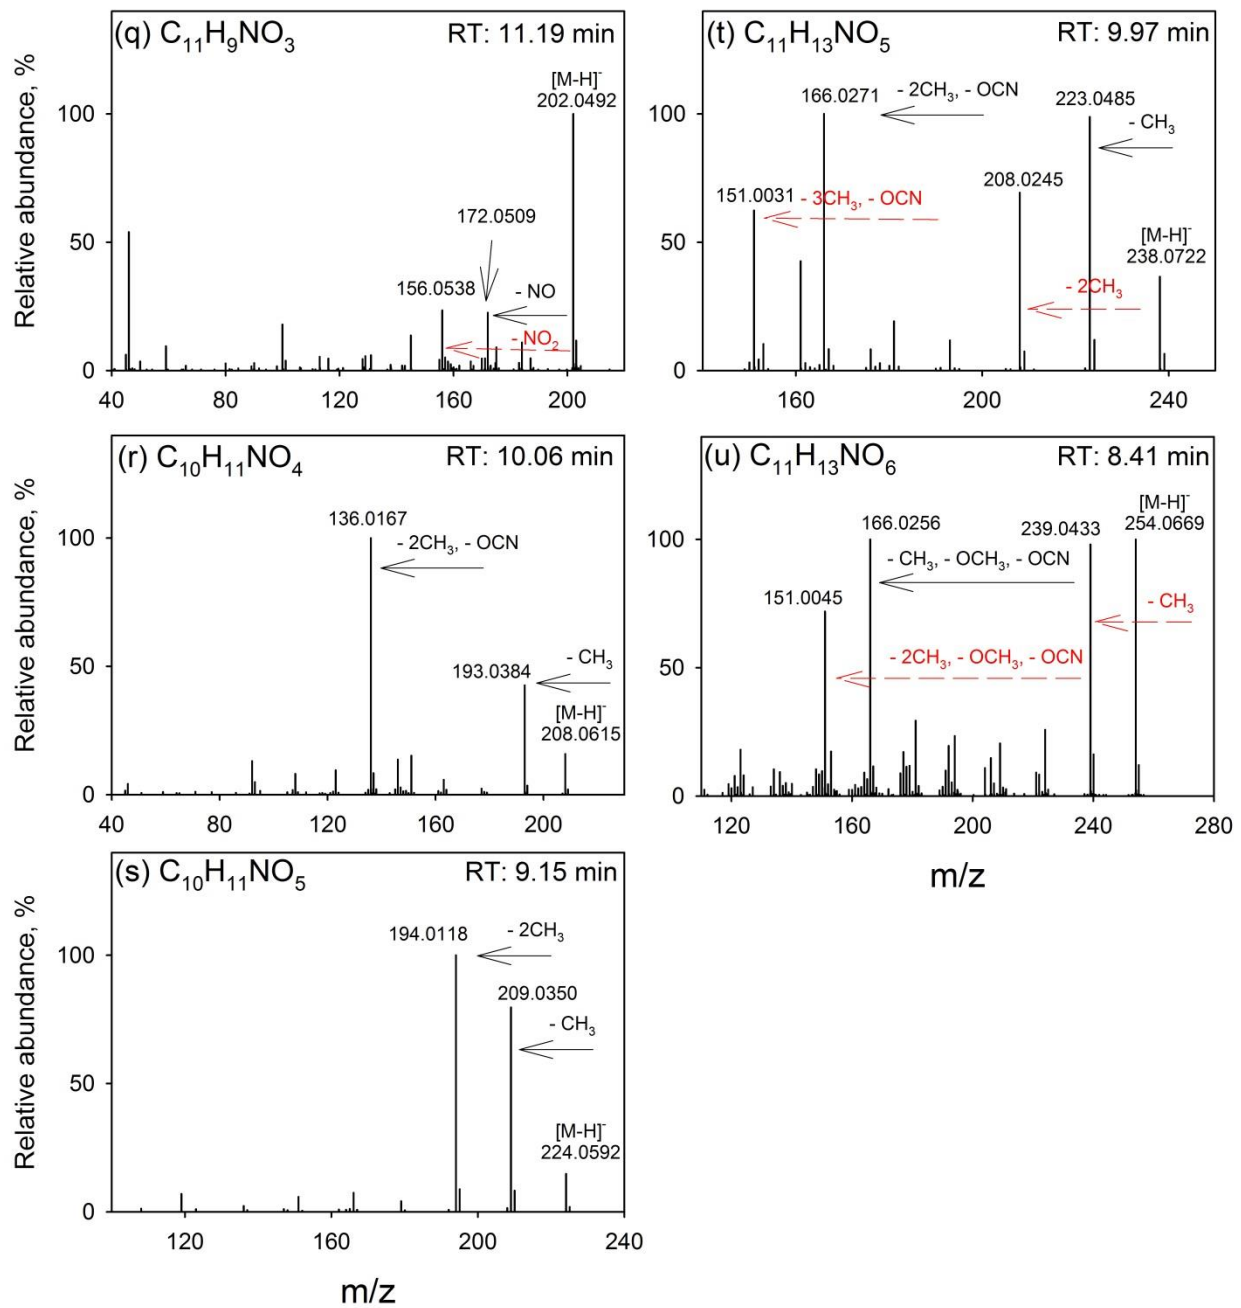 (q) C₁₁H₉NO₃ RT: 11.19 min
[M-H]⁻
202.0492
172.0509
156.0538
- NO
- NO₂
Relative abundance, %
100
50
0
40 80 120 160 200
(t) C₁₁H₁₃NO₅ RT: 9.97 min
166.0271
- 2CH₃, - OCN
223.0485
- CH₃
151.0031
- 3CH₃, - OCN
208.0245
[M-H]⁻
238.0722
- 2CH₃
100
50
0
160 200 240
(r) C₁₀H₁₁NO₄ RT: 10.06 min
136.0167
- 2CH₃, - OCN
193.0384
- CH₃
[M-H]⁻
208.0615
Relative abundance, %
100
50
0
40 80 120 160 200
(u) C₁₁H₁₃NO₆ RT: 8.41 min
[M-H]⁻
254.0669
166.0256
239.0433
- CH₃, - OCH₃, - OCN
151.0045
- CH₃
- 2CH₃, - OCH₃, - OCN
100
50
0
120 160 200 240 280
m/z
(s) C₁₀H₁₁NO₅ RT: 9.15 min
194.0118
- 2CH₃
209.0350
- CH₃
[M-H]⁻
224.0592
Relative abundance, %
100
50
0
120 160 200 240
m/z